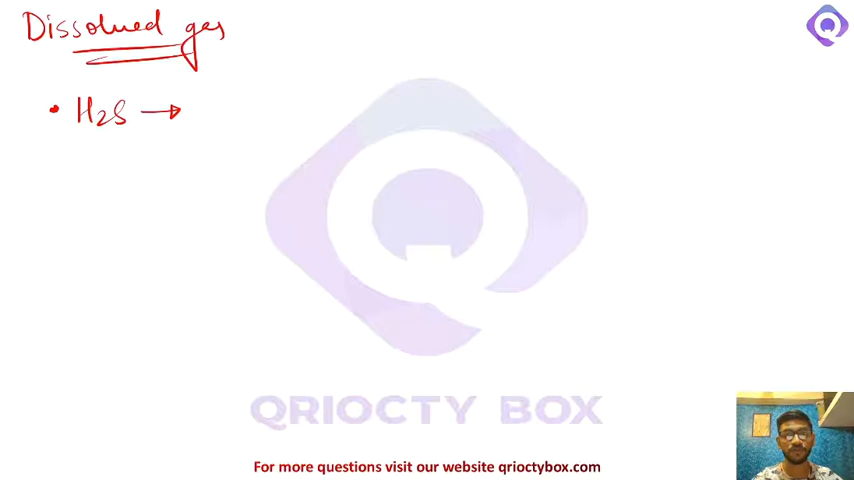 Dissolved gas
• H2S →
QRIOCTY BOX
For more questions visit our website qrioctybox.com